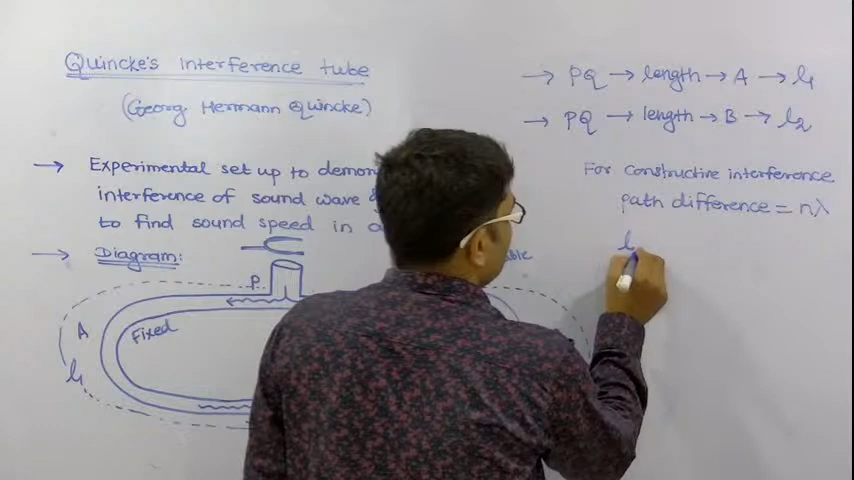 Quincke's interference tube
(Georg Hermann Quincke)
→ Experimental set up to
interference of sound wave
to find sound speed in
→ Diagram:
P
A
Fixed
l1
→ PQ → length → A → l1
→ PQ → length → B → l2
For constructive interference
path difference = nλ
l